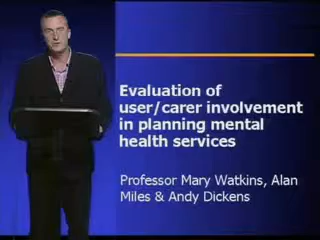 Evaluation of
user/carer involvement
in planning mental
health services
Professor Mary Watkins, Alan
Miles & Andy Dickens